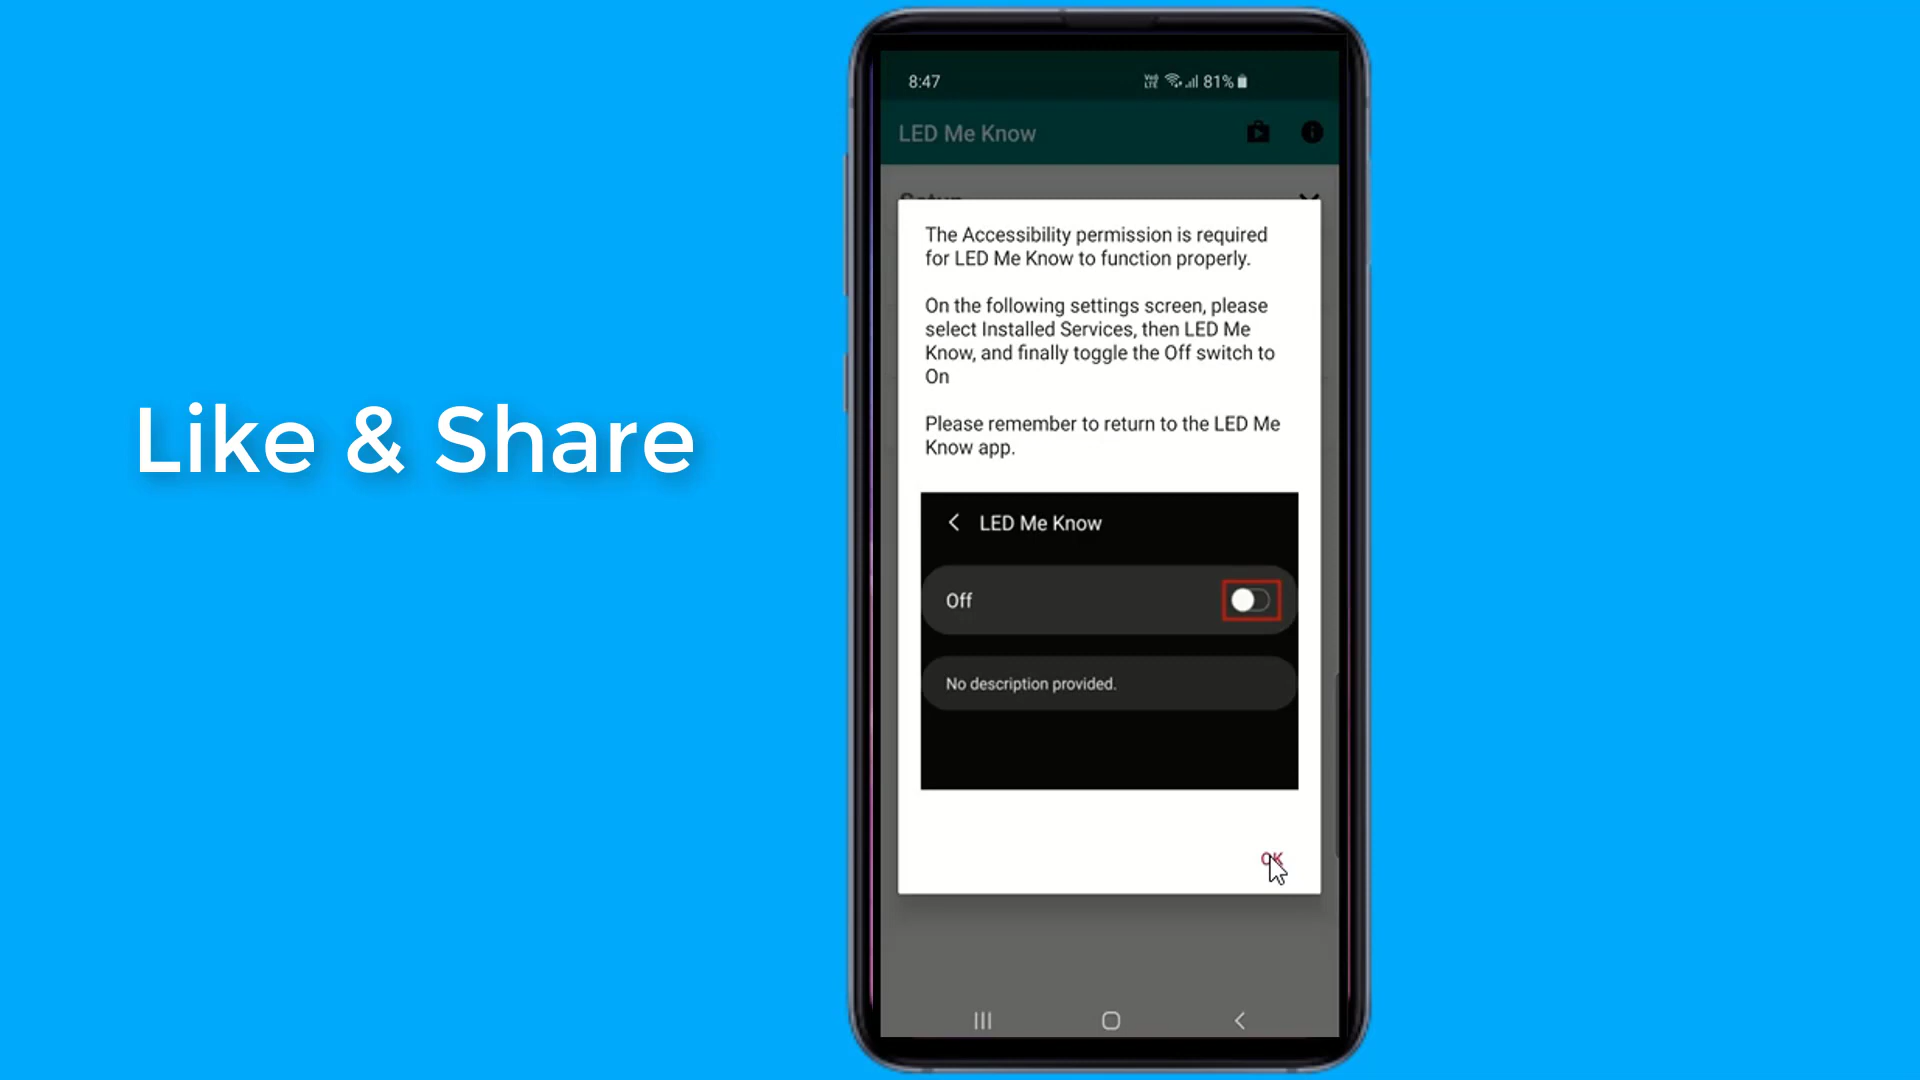 Like & Share
8:47
81%
LED Me Know
The Accessibility permission is required
for LED Me Know to function properly.
On the following settings screen, please
select Installed Services, then LED Me
Know, and finally toggle the Off switch to
On
Please remember to return to the LED Me
Know app.
LED Me Know
Off
No description provided.
OK